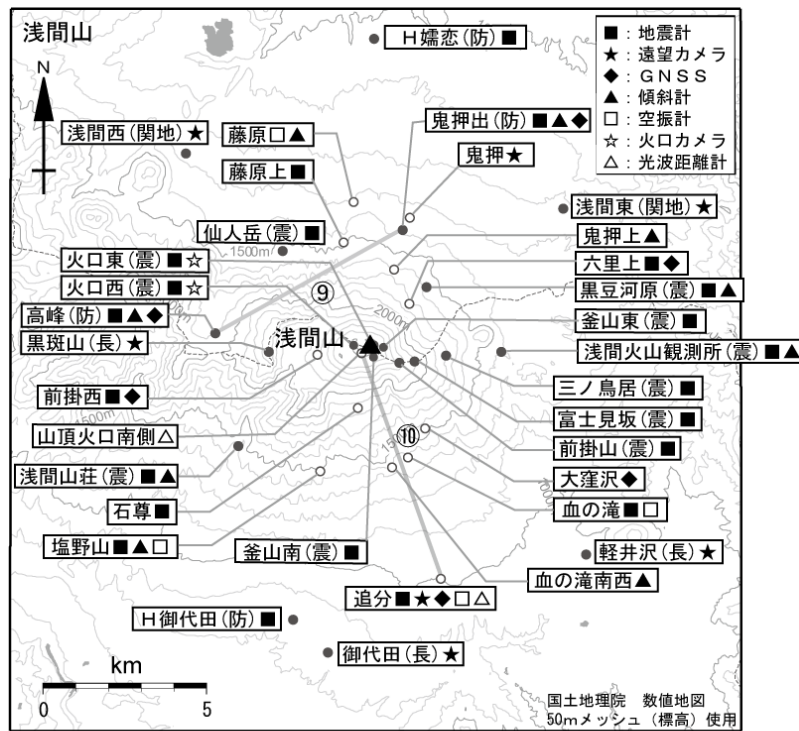 浅間山
N
H嬬恋(防)■
■:地震計
★:遠望カメラ
◆:GNSS
▲:傾斜計
□:空振計
☆:火口カメラ
△:光波距離計
浅間西(関地)★
藤原□▲
鬼押出(防)■▲◆
藤原上■
鬼押★
仙人岳(震)■
浅間東(関地)★
1500m
鬼押上▲
火口東(震)■☆
六里上■◆
火口西(震)■☆
⑨
黒豆河原(震)■▲
高峰(防)■▲◆
2000m
釜山東(震)■
黒斑山(長)★
浅間山
浅間火山観測所(震)■▲
三ノ鳥居(震)■
前掛西■◆
富士見坂(震)■
1500m
山頂火口南側△
⑩
前掛山(震)■
浅間山荘(震)■▲
大窪沢◆
石尊■
血の滝■□
塩野山■▲□
釜山南(震)■
軽井沢(長)★
血の滝南西▲
追分■★◆□△
H御代田(防)■
御代田(長)★
km
0
5
国土地理院 数値地図
50mメッシュ(標高)使用